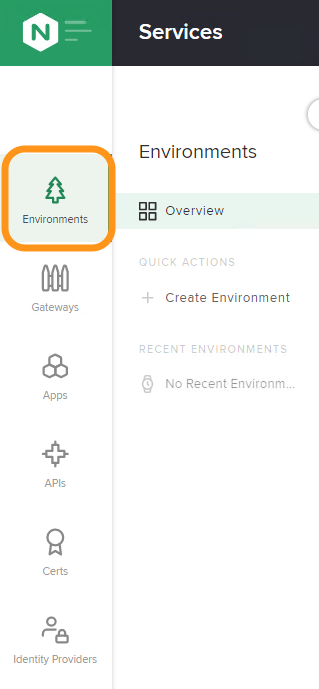 N
Services
Environments
Environments
Overview
QUICK ACTIONS
Create Environment
RECENT ENVIRONMENTS
No Recent Environm...
Gateways
Apps
APIs
Certs
Identity Providers